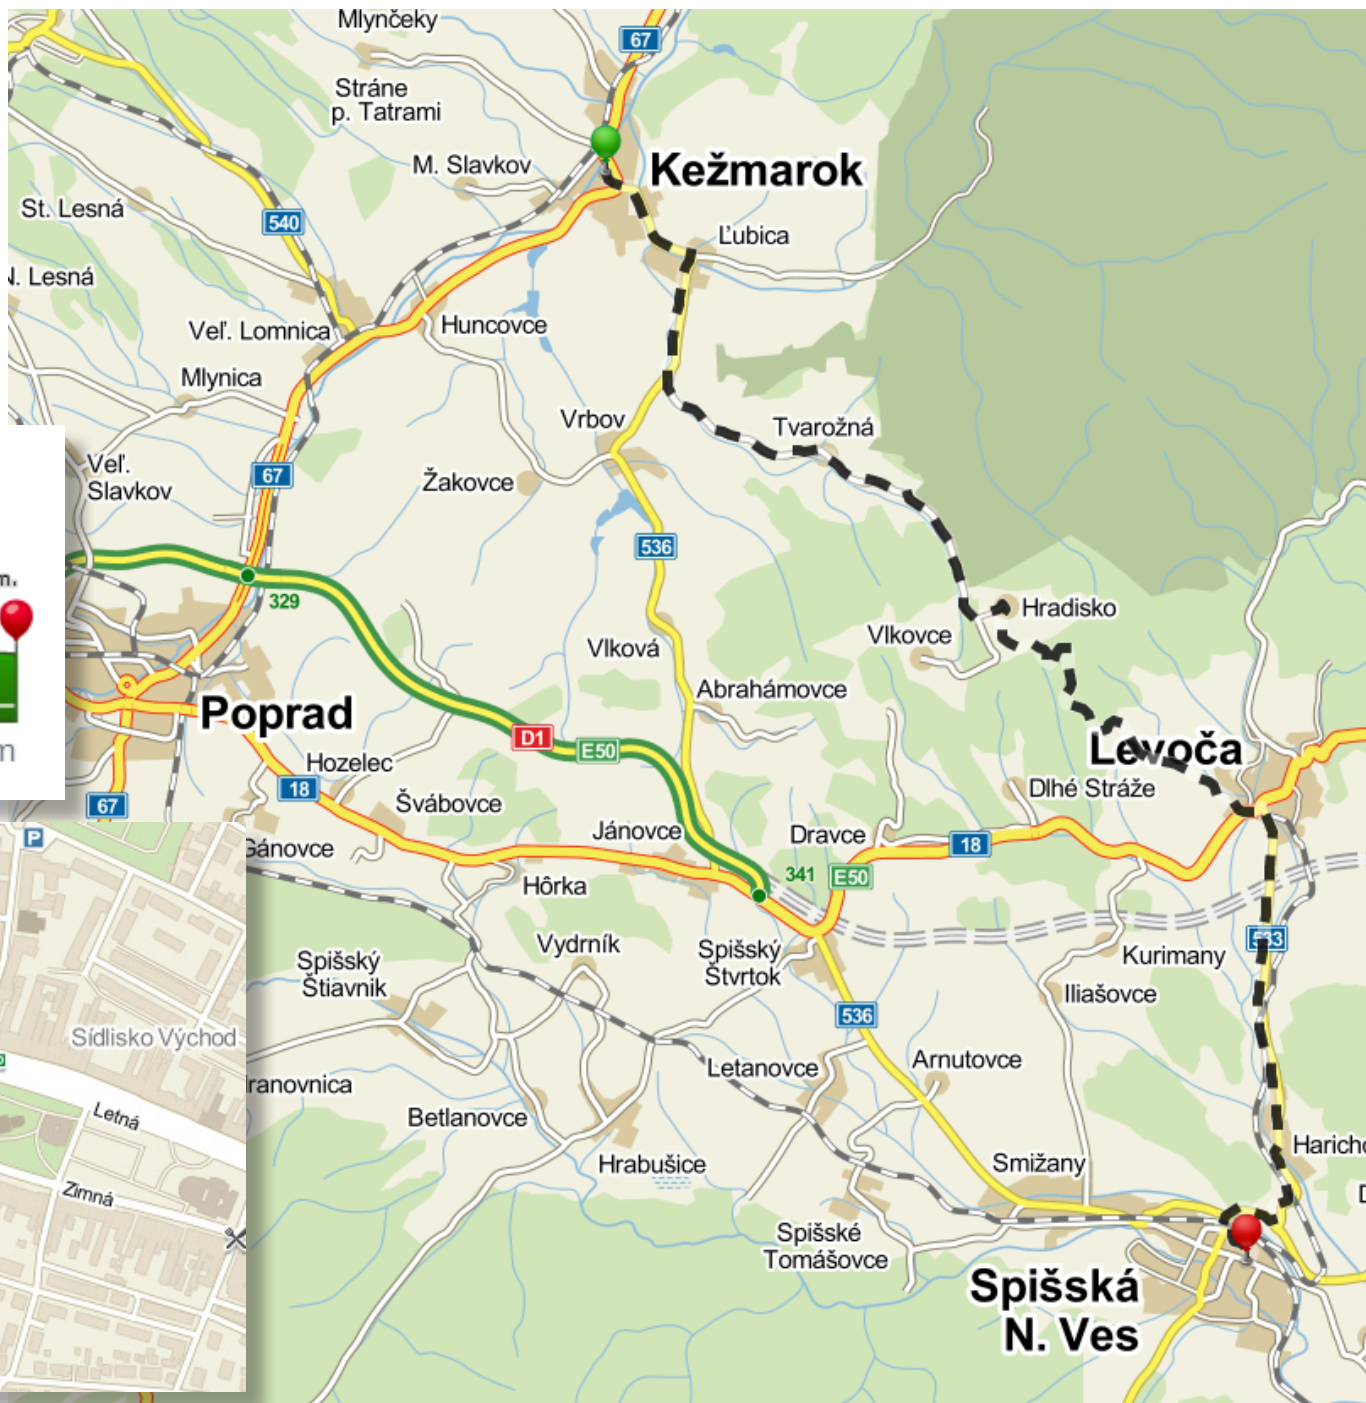 Mlynčeky
67
Stráne
p. Tatrami
M. Slavkov
Kežmarok
St. Lesná
540
Ľubica
N. Lesná
Veľ. Lomnica
Huncovce
Mlynica
Vrbov
Tvarožná
Veľ.
Slavkov
67
Žakovce
536
329
Hradisko
Vlkovce
Vlková
Abrahámovce
Poprad
D1
E50
Levoča
Hozelec
18
Dlhé Stráže
67
Švábovce
Jánovce
Dravce
18
Gánovce
341
E50
Hôrka
Vydrník
Spišský
Štvrtok
533
Kurimany
Spišský
Štiavnik
Iliašovce
536
P
Sídlisko Východ
Letanovce
Arnutovce
Letná
Betlanovce
Hrabušice
Smižany
Zimná
Spišské
Tomášovce
Spišská
N. Ves